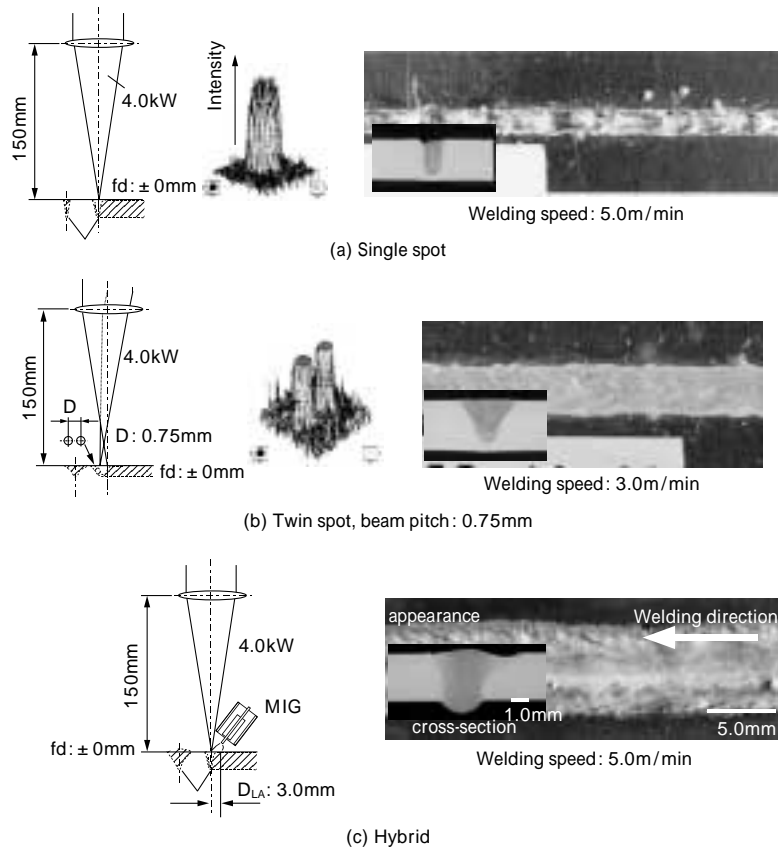 150mm
4.0kW
fd: ± 0mm
Intensity
Welding speed: 5.0m/min
(a) Single spot
150mm
4.0kW
D
D: 0.75mm
fd: ± 0mm
Welding speed: 3.0m/min
(b) Twin spot, beam pitch: 0.75mm
150mm
4.0kW
MIG
fd: ± 0mm
DLA: 3.0mm
appearance
Welding direction
1.0mm
5.0mm
cross-section
Welding speed: 5.0m/min
(c) Hybrid